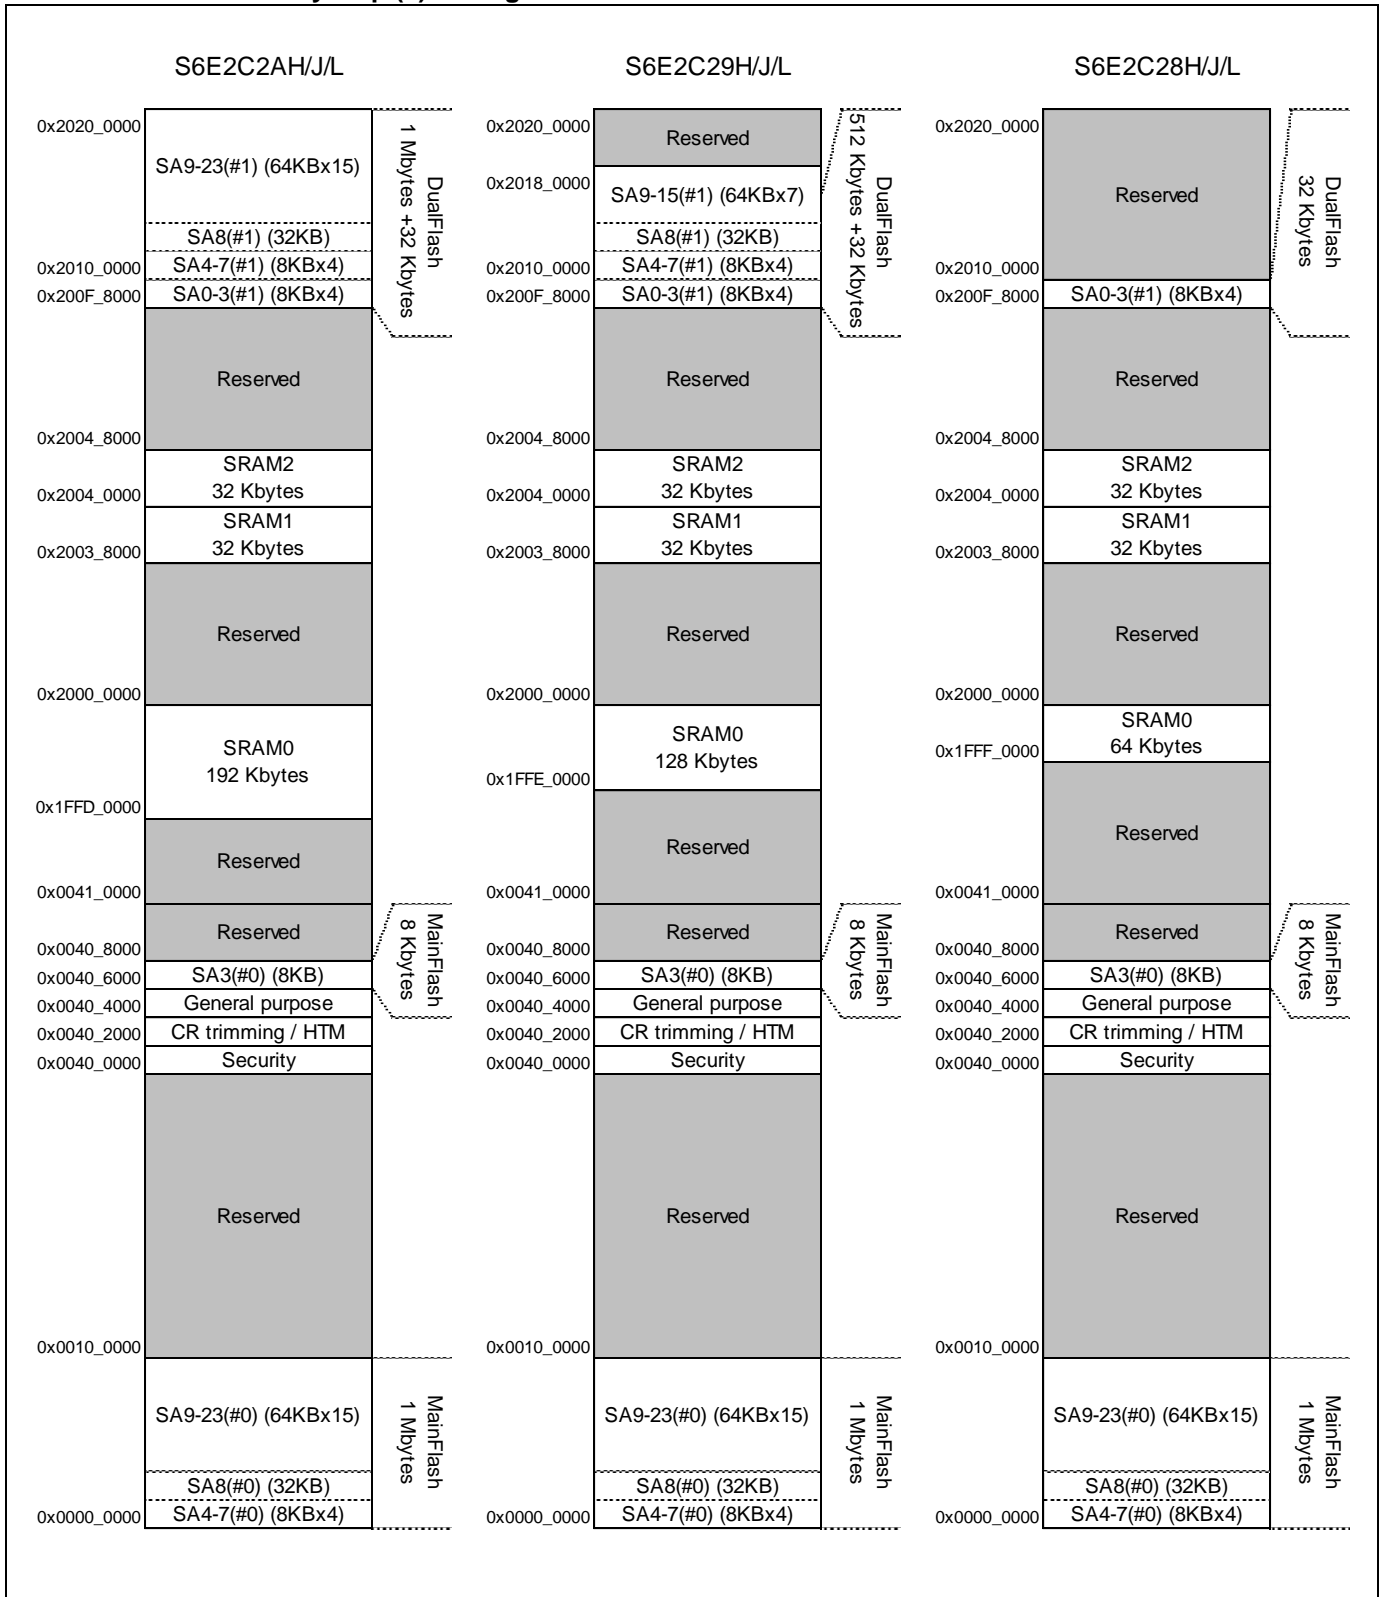 S6E2C2AH/J/L
0x2020_0000
SA9-23(#1) (64KBx15)
SA8(#1) (32KB)
0x2010_0000
SA4-7(#1) (8KBx4)
0x200F_8000
SA0-3(#1) (8KBx4)
DualFlash
1 Mbytes +32 Kbytes
Reserved
0x2004_8000
SRAM2
32 Kbytes
0x2004_0000
SRAM1
32 Kbytes
0x2003_8000
Reserved
0x2000_0000
SRAM0
192 Kbytes
0x1FFD_0000
Reserved
0x0041_0000
Reserved
0x0040_8000
MainFlash
8 Kbytes
0x0040_6000
SA3(#0) (8KB)
0x0040_4000
General purpose
0x0040_2000
CR trimming / HTM
0x0040_0000
Security
Reserved
0x0010_0000
SA9-23(#0) (64KBx15)
MainFlash
1 Mbytes
SA8(#0) (32KB)
0x0000_0000
SA4-7(#0) (8KBx4)
S6E2C29H/J/L
0x2020_0000
Reserved
0x2018_0000
SA9-15(#1) (64KBx7)
SA8(#1) (32KB)
0x2010_0000
SA4-7(#1) (8KBx4)
0x200F_8000
SA0-3(#1) (8KBx4)
DualFlash
512 Kbytes +32 Kbytes
Reserved
0x2004_8000
SRAM2
32 Kbytes
0x2004_0000
SRAM1
32 Kbytes
0x2003_8000
Reserved
0x2000_0000
SRAM0
128 Kbytes
0x1FFE_0000
Reserved
0x0041_0000
Reserved
0x0040_8000
MainFlash
8 Kbytes
0x0040_6000
SA3(#0) (8KB)
0x0040_4000
General purpose
0x0040_2000
CR trimming / HTM
0x0040_0000
Security
Reserved
0x0010_0000
SA9-23(#0) (64KBx15)
MainFlash
1 Mbytes
SA8(#0) (32KB)
0x0000_0000
SA4-7(#0) (8KBx4)
S6E2C28H/J/L
0x2020_0000
Reserved
0x2010_0000
0x200F_8000
SA0-3(#1) (8KBx4)
DualFlash
32 Kbytes
Reserved
0x2004_8000
SRAM2
32 Kbytes
0x2004_0000
SRAM1
32 Kbytes
0x2003_8000
Reserved
0x2000_0000
SRAM0
64 Kbytes
0x1FFF_0000
Reserved
0x0041_0000
Reserved
0x0040_8000
MainFlash
8 Kbytes
0x0040_6000
SA3(#0) (8KB)
0x0040_4000
General purpose
0x0040_2000
CR trimming / HTM
0x0040_0000
Security
Reserved
0x0010_0000
SA9-23(#0) (64KBx15)
MainFlash
1 Mbytes
SA8(#0) (32KB)
0x0000_0000
SA4-7(#0) (8KBx4)